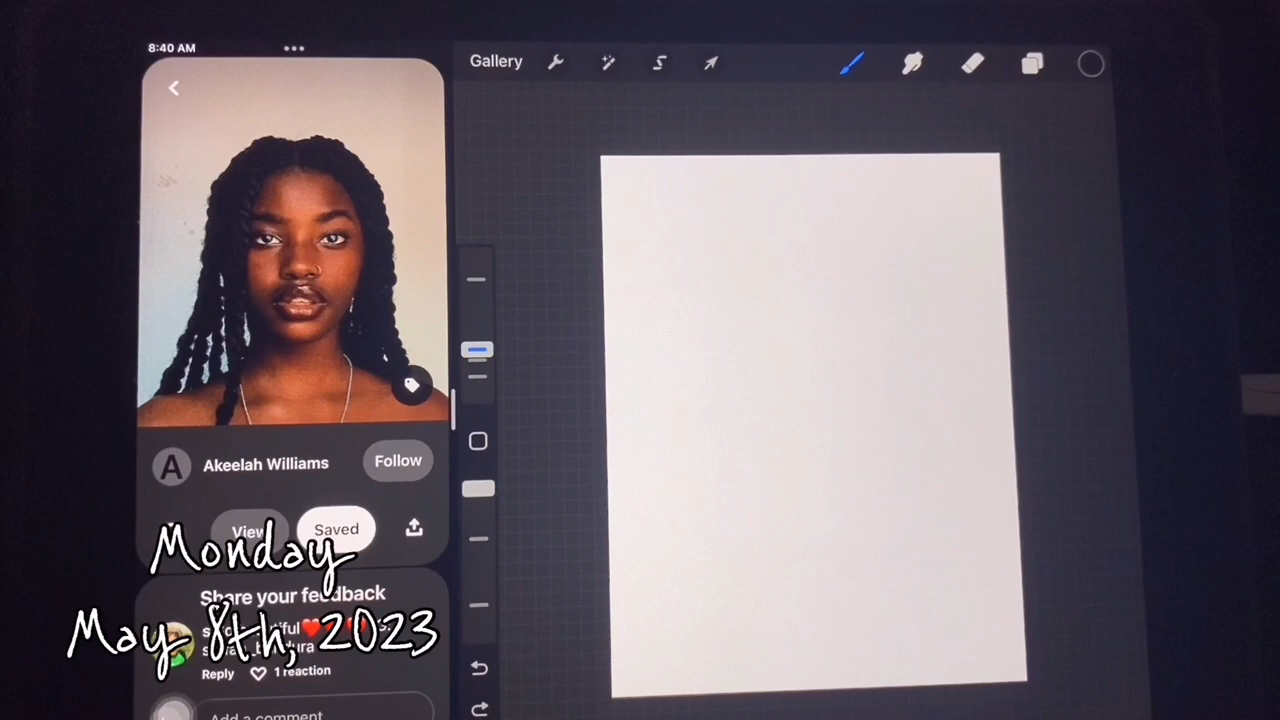 8:40 AM
Gallery
A
Akeelah Williams
Follow
View
Saved
Monday
Share your feedback
May 8th, 2023
Reply
1 reaction
Add a comment